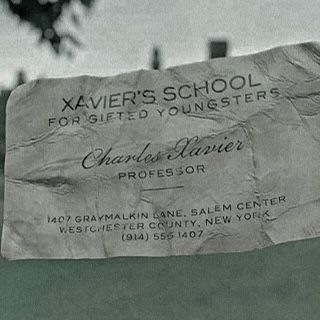 XAVIER'S SCHOOL
FOR GIFTED YOUNGSTERS
Charles Xavier
PROFESSOR
1407 GRAYMALKIN LANE, SALEM CENTER
WESTCHESTER COUNTY, NEW YORK
(914) 555 1407